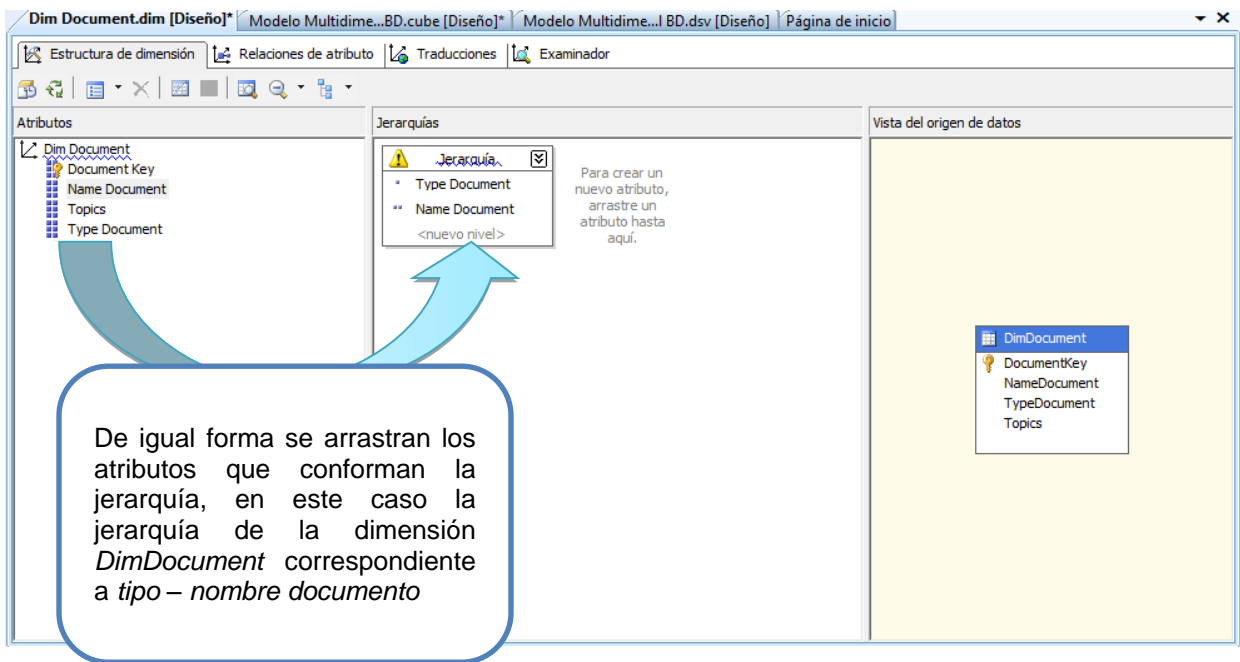 Dim Document.dim [Diseño]* Modelo Multidime...BD.cube [Diseño]* Modelo Multidime...l BD.dsv [Diseño] Página de inicio
Estructura de dimensión Relaciones de atributo Traducciones Examinador
Atributos
Dim Document
Document Key
Name Document
Topics
Type Document
Jerarquías
Jerarquía
Type Document
Name Document
<nuevo nivel>
Para crear un
nuevo atributo,
arrastre un
atributo hasta
aquí.
Vista del origen de datos
DimDocument
DocumentKey
NameDocument
TypeDocument
Topics
De igual forma se arrastran los
atributos que conforman la
jerarquía, en este caso la
jerarquía de la dimensión
DimDocument correspondiente
a tipo – nombre documento